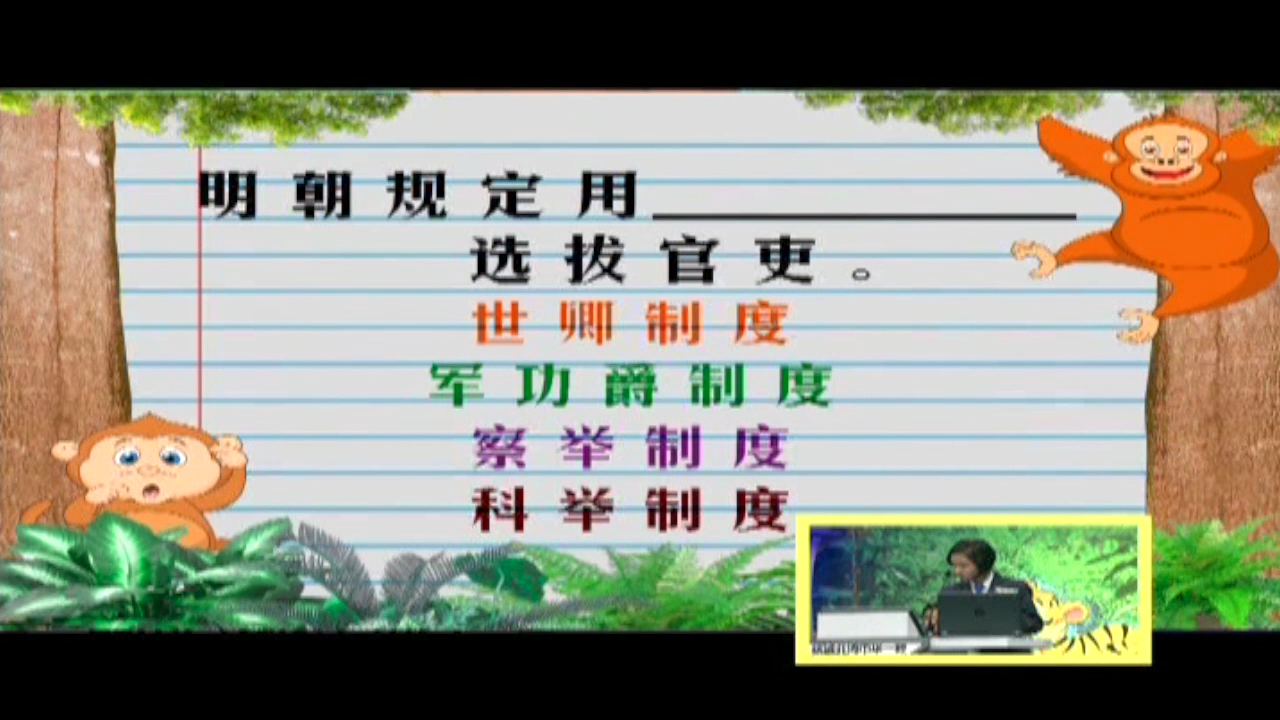 明朝规定用
选拔官吏。
世卿制度
军功爵制度
察举制度
科举制度